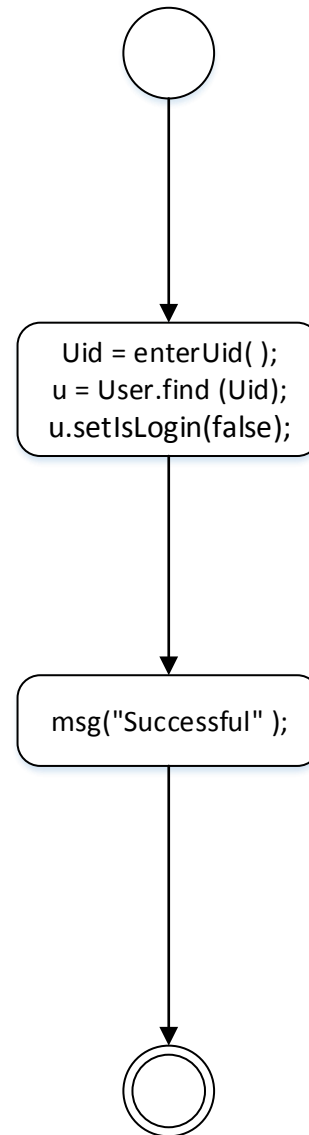 Uid = enterUid( );
u = User.find (Uid);
u.setIsLogin(false);
msg("Successful" );